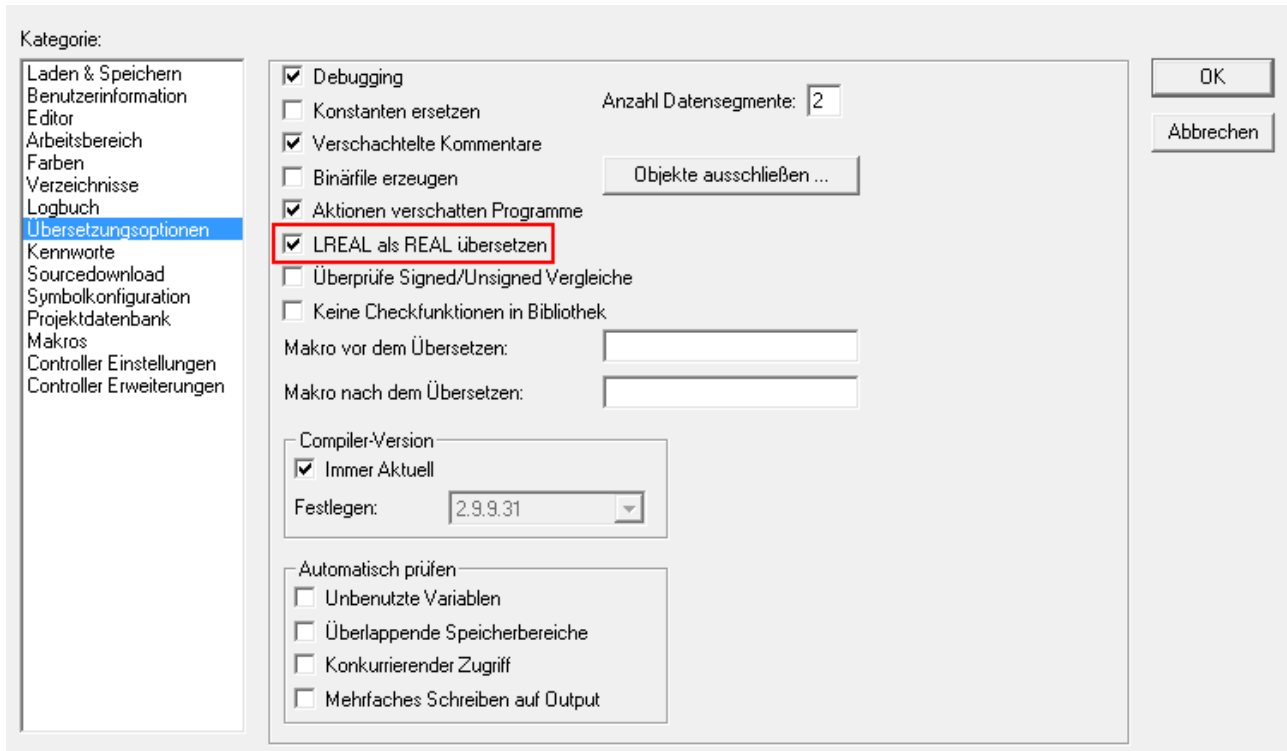 Kategorie:
Laden & Speichern
Benutzerinformation
Editor
Arbeitsbereich
Farben
Verzeichnisse
Logbuch
Übersetzungsoptionen
Kennworte
Sourcedownload
Symbolkonfiguration
Projektdatenbank
Makros
Controller Einstellungen
Controller Erweiterungen
Debugging
Konstanten ersetzen
Anzahl Datensegmente: 2
Verschachtelte Kommentare
Binärfile erzeugen
Objekte ausschließen ...
Aktionen verschatten Programme
LREAL als REAL übersetzen
Überprüfe Signed/Unsigned Vergleiche
Keine Checkfunktionen in Bibliothek
Makro vor dem Übersetzen:
Makro nach dem Übersetzen:
Compiler-Version
Immer Aktuell
Festlegen: 2.9.9.31
Automatisch prüfen
Unbenutzte Variablen
Überlappende Speicherbereiche
Konkurrierender Zugriff
Mehrfaches Schreiben auf Output
OK
Abbrechen